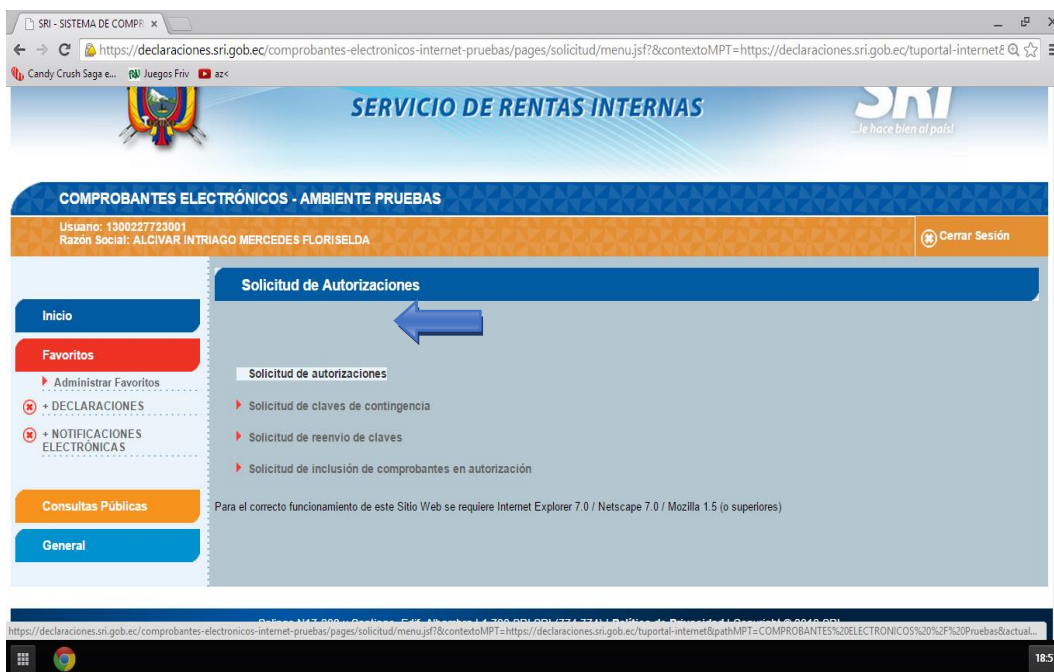 SRI - SISTEMA DE COMPR
https://declaraciones.sri.gob.ec/comprobantes-electronicos-internet-pruebas/pages/solicitud/menu.jsf?&contextoMPT=https://declaraciones.sri.gob.ec/tuportal-internet&
Candy Crush Saga e... Juegos Friv az<
SERVICIO DE RENTAS INTERNAS
SRI
...le hace bien al país!
COMPROBANTES ELECTRÓNICOS - AMBIENTE PRUEBAS
Usuario: 1300227723001
Razón Social: ALCIVAR INTRIAGO MERCEDES FLORISELDA
Cerrar Sesión
Solicitud de Autorizaciones
Inicio
Favoritos
Administrar Favoritos
+ DECLARACIONES
+ NOTIFICACIONES
ELECTRÓNICAS
Consultas Públicas
General
Solicitud de autorizaciones
Solicitud de claves de contingencia
Solicitud de reenvio de claves
Solicitud de inclusión de comprobantes en autorización
Para el correcto funcionamiento de este Sitio Web se requiere Internet Explorer 7.0 / Netscape 7.0 / Mozilla 1.5 (o superiores)
https://declaraciones.sri.gob.ec/comprobantes-electronicos-internet-pruebas/pages/solicitud/menu.jsf?&contextoMPT=https://declaraciones.sri.gob.ec/tuportal-internet&pathMPT=COMPROBANTES%20ELECTRONICOS%20%2F%20Pruebas&actual...
18:5